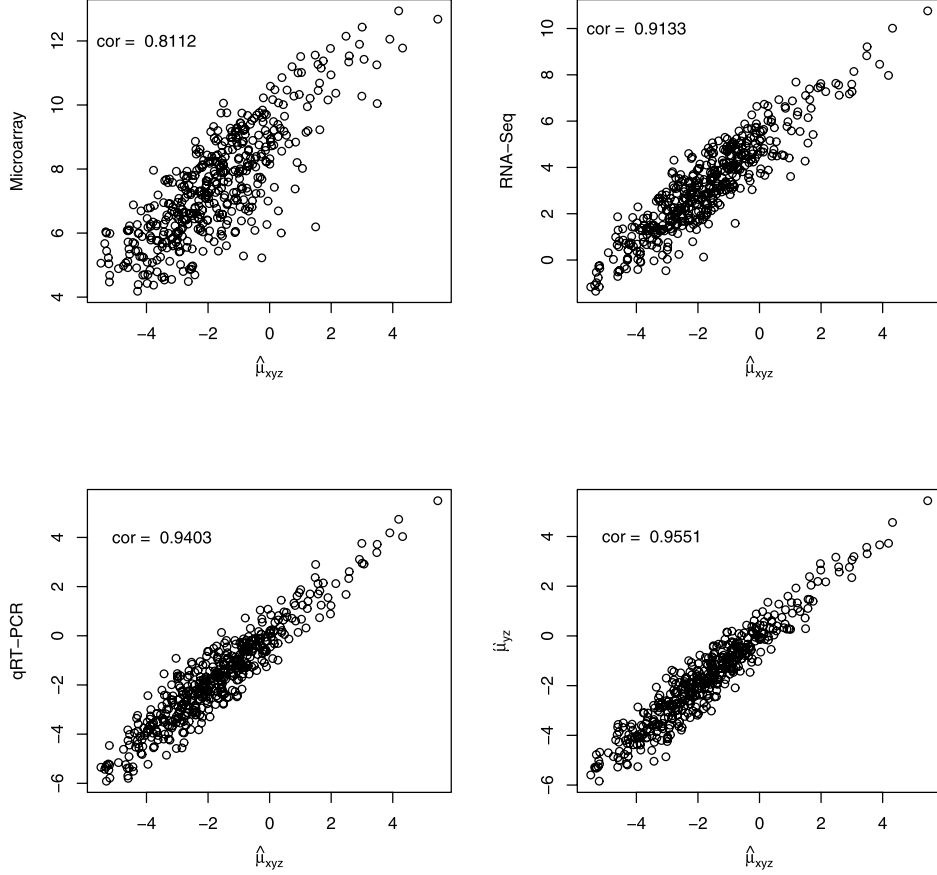 cor = 0.8112
Microarray
12
10
8
6
4
−4 −2 0 2 4
μ̂xyz
cor = 0.9133
RNA−Seq
10
8
6
4
2
0
−4 −2 0 2 4
μ̂xyz
cor = 0.9403
qRT−PCR
4
2
0
−2
−4
−6
−4 −2 0 2 4
μ̂xyz
cor = 0.9551
μ̂yz
4
2
0
−2
−4
−6
−4 −2 0 2 4
μ̂xyz